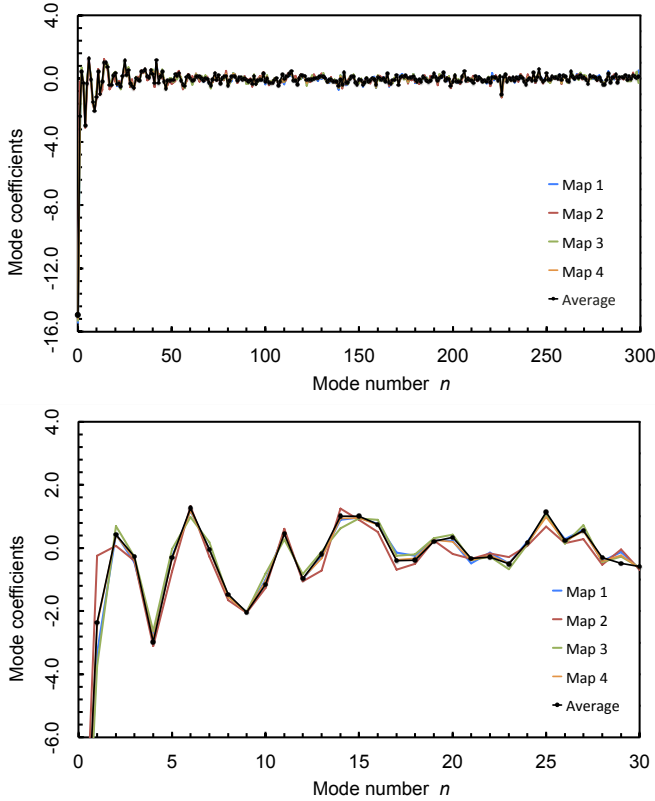 4.0
0.0
-4.0
-8.0
-12.0
-16.0
Mode coefficients
Map 1
Map 2
Map 3
Map 4
Average
0 50 100 150 200 250 300
Mode number n
4.0
2.0
0.0
-2.0
-4.0
-6.0
Mode coefficients
Map 1
Map 2
Map 3
Map 4
Average
0 5 10 15 20 25 30
Mode number n